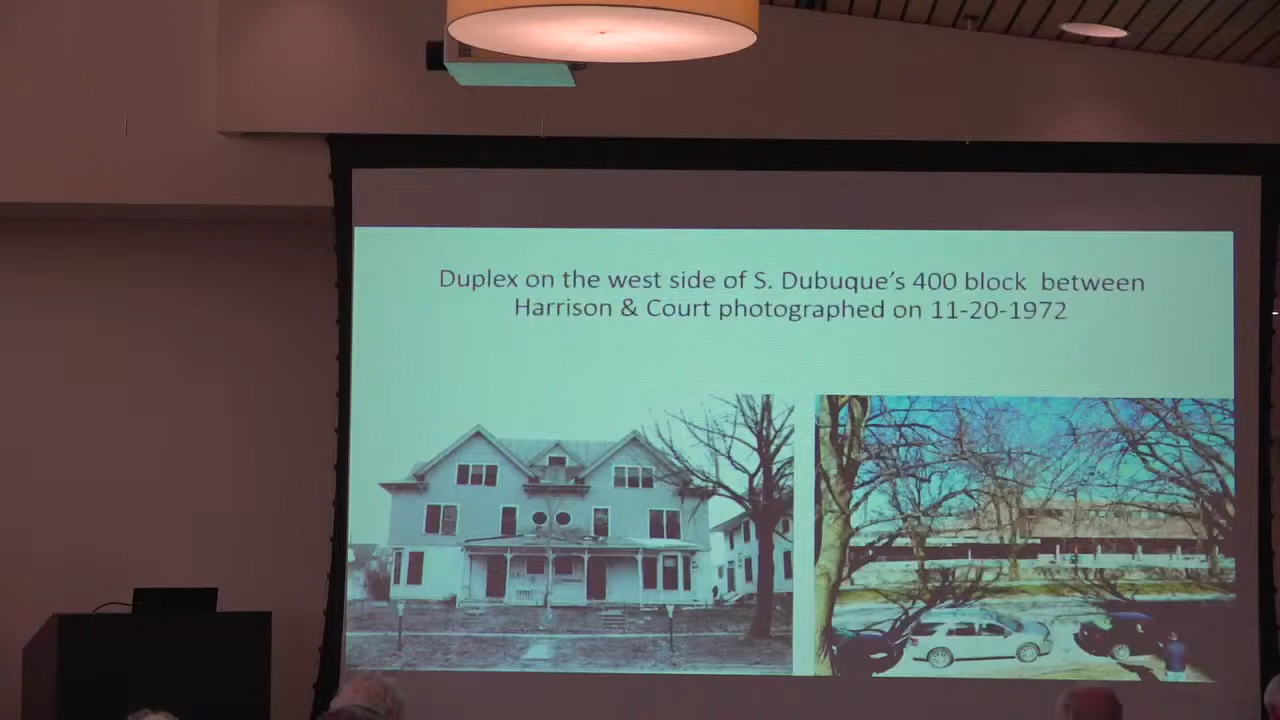 Duplex on the west side of S. Dubuque’s 400 block between
Harrison & Court photographed on 11-20-1972